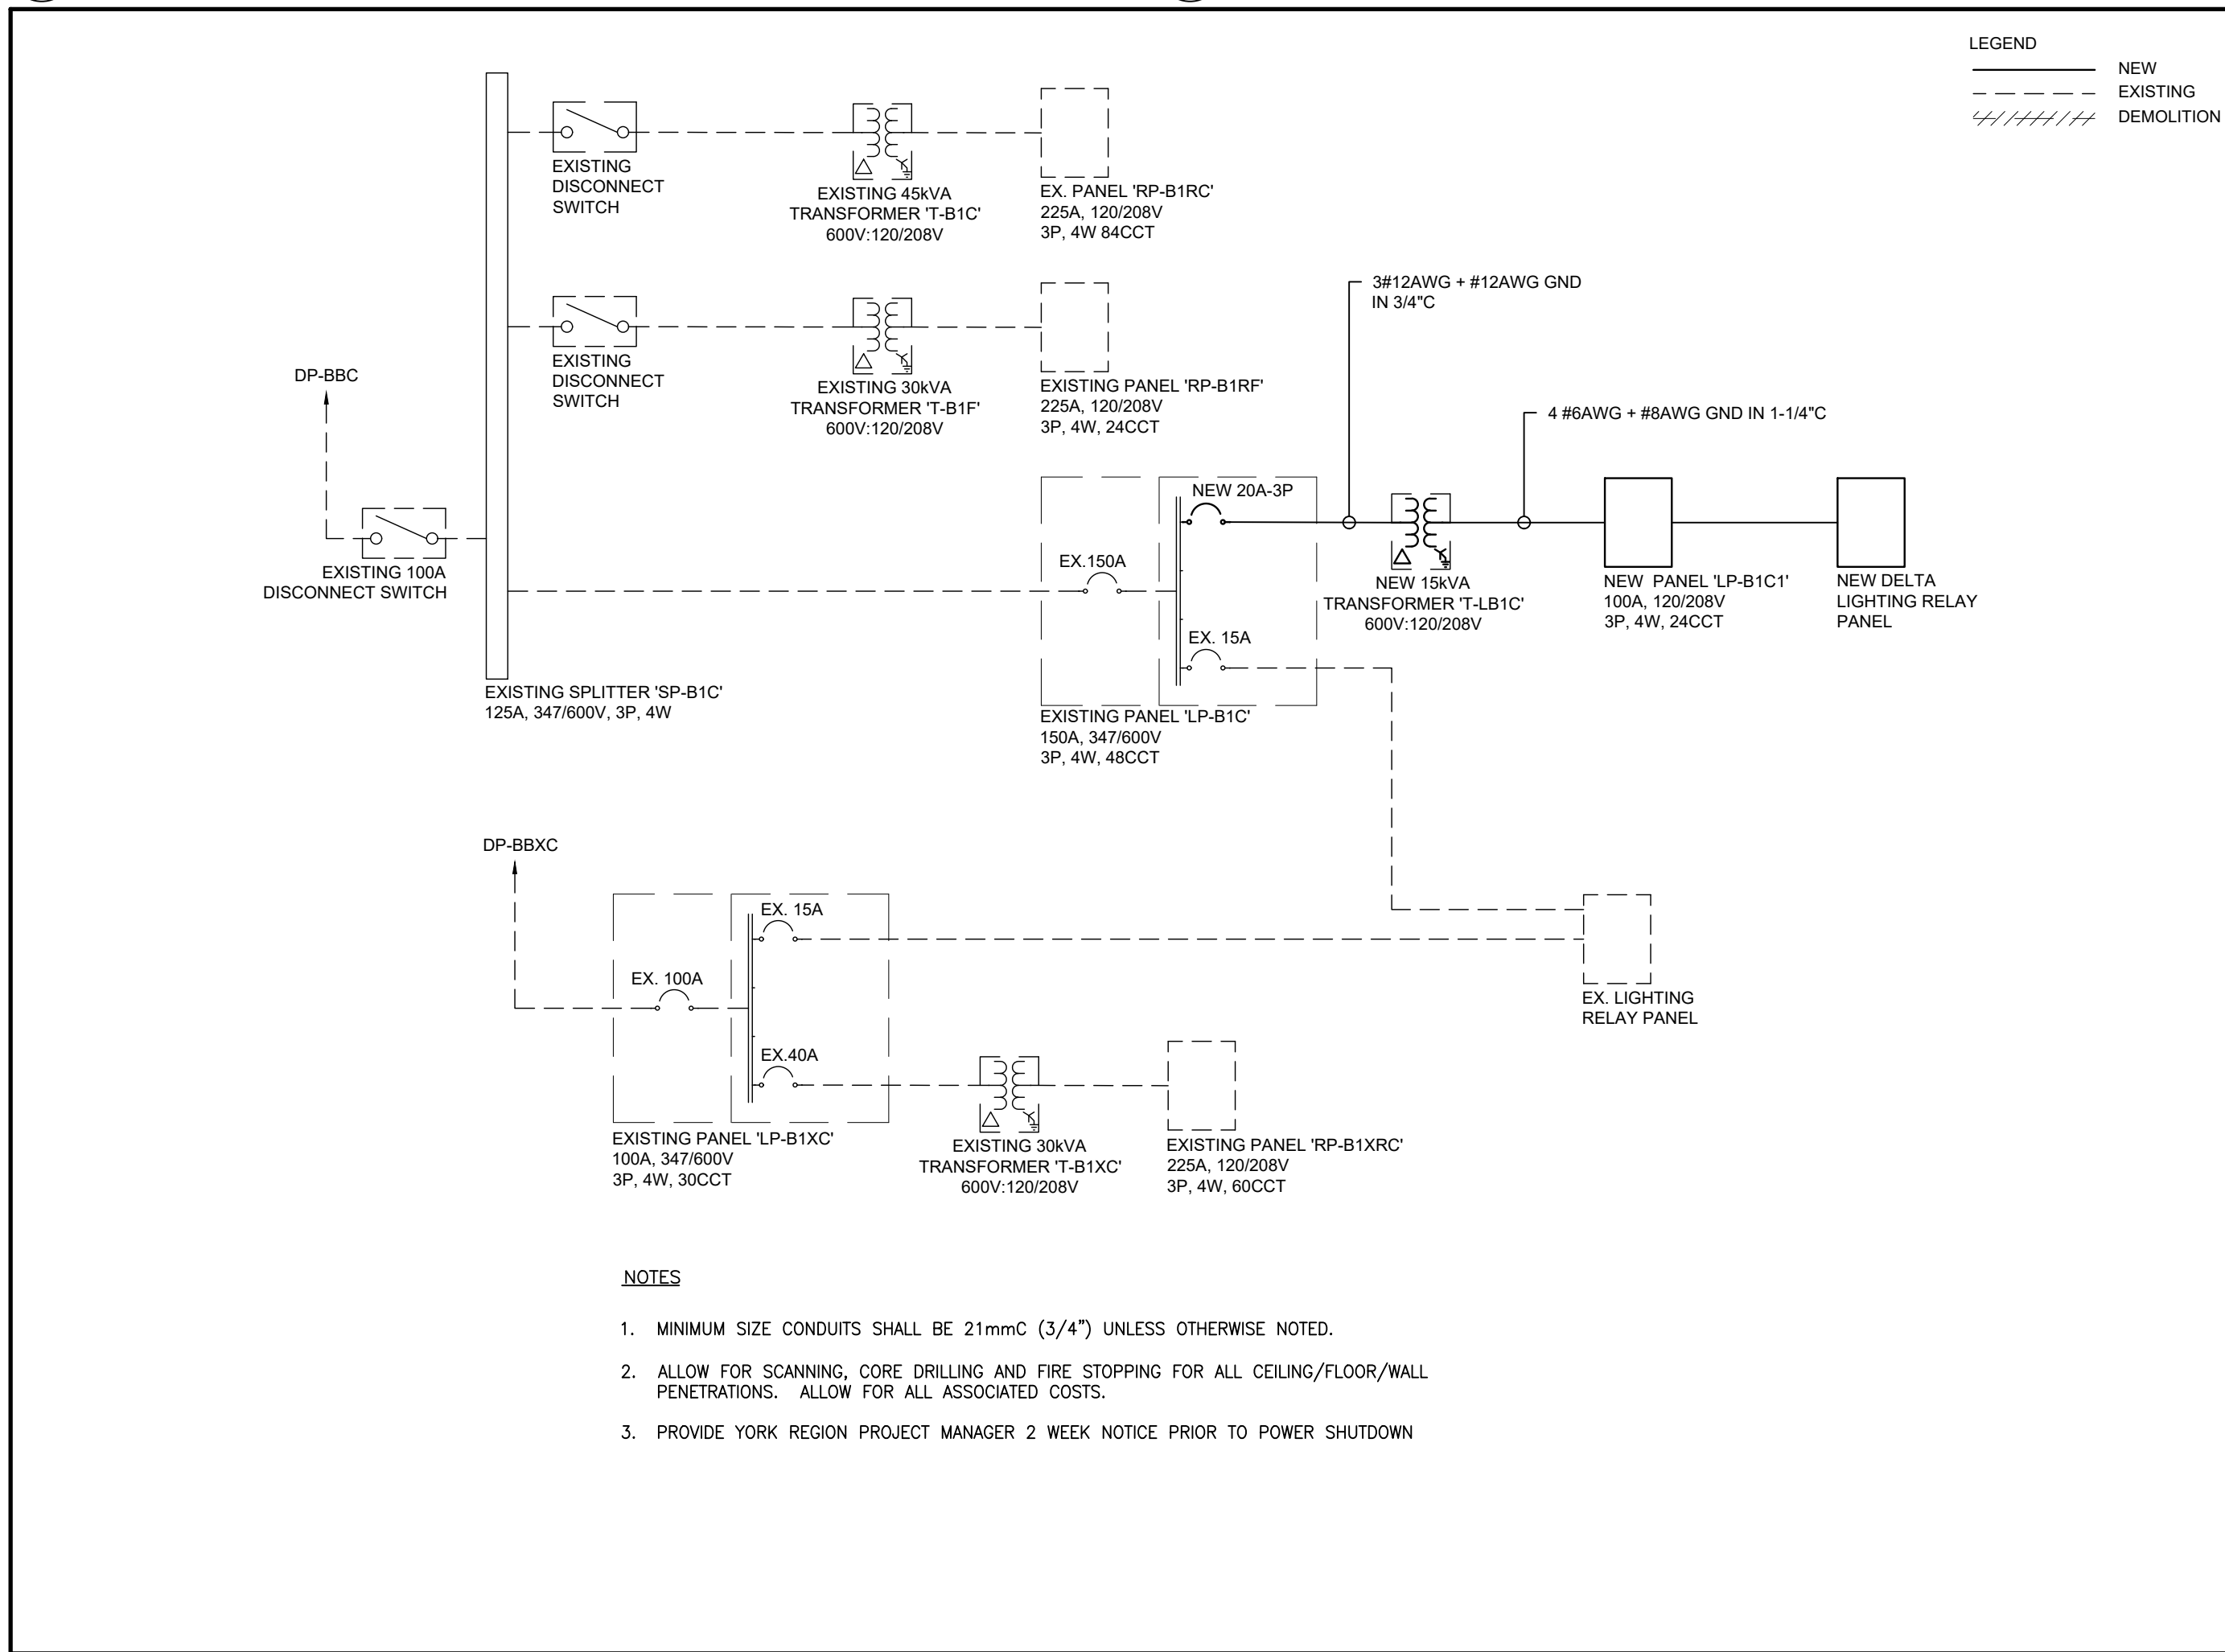 LEGEND
NEW
EXISTING
DEMOLITION
EXISTING
DISCONNECT
SWITCH
EXISTING 45kVA
TRANSFORMER 'T-B1C'
600V:120/208V
EX. PANEL 'RP-B1RC'
225A, 120/208V
3P, 4W 84CCT
EXISTING
DISCONNECT
SWITCH
EXISTING 30kVA
TRANSFORMER 'T-B1F'
600V:120/208V
EXISTING PANEL 'RP-B1RF'
225A, 120/208V
3P, 4W, 24CCT
3#12AWG + #12AWG GND
IN 3/4"C
4 #6AWG + #8AWG GND IN 1-1/4"C
DP-BBC
EXISTING 100A
DISCONNECT SWITCH
EXISTING SPLITTER 'SP-B1C'
125A, 347/600V, 3P, 4W
NEW 20A-3P
EX.150A
EX. 15A
EXISTING PANEL 'LP-B1C'
150A, 347/600V
3P, 4W, 48CCT
NEW 15kVA
TRANSFORMER 'T-LB1C'
600V:120/208V
NEW PANEL 'LP-B1C1'
100A, 120/208V
3P, 4W, 24CCT
NEW DELTA
LIGHTING RELAY
PANEL
DP-BBXC
EX. 15A
EX. 100A
EX.40A
EXISTING PANEL 'LP-B1XC'
100A, 347/600V
3P, 4W, 30CCT
EXISTING 30kVA
TRANSFORMER 'T-B1XC'
600V:120/208V
EXISTING PANEL 'RP-B1XRC'
225A, 120/208V
3P, 4W, 60CCT
EX. LIGHTING
RELAY PANEL
NOTES
1. MINIMUM SIZE CONDUITS SHALL BE 21mmC (3/4”) UNLESS OTHERWISE NOTED.
2. ALLOW FOR SCANNING, CORE DRILLING AND FIRE STOPPING FOR ALL CEILING/FLOOR/WALL
PENETRATIONS. ALLOW FOR ALL ASSOCIATED COSTS.
3. PROVIDE YORK REGION PROJECT MANAGER 2 WEEK NOTICE PRIOR TO POWER SHUTDOWN